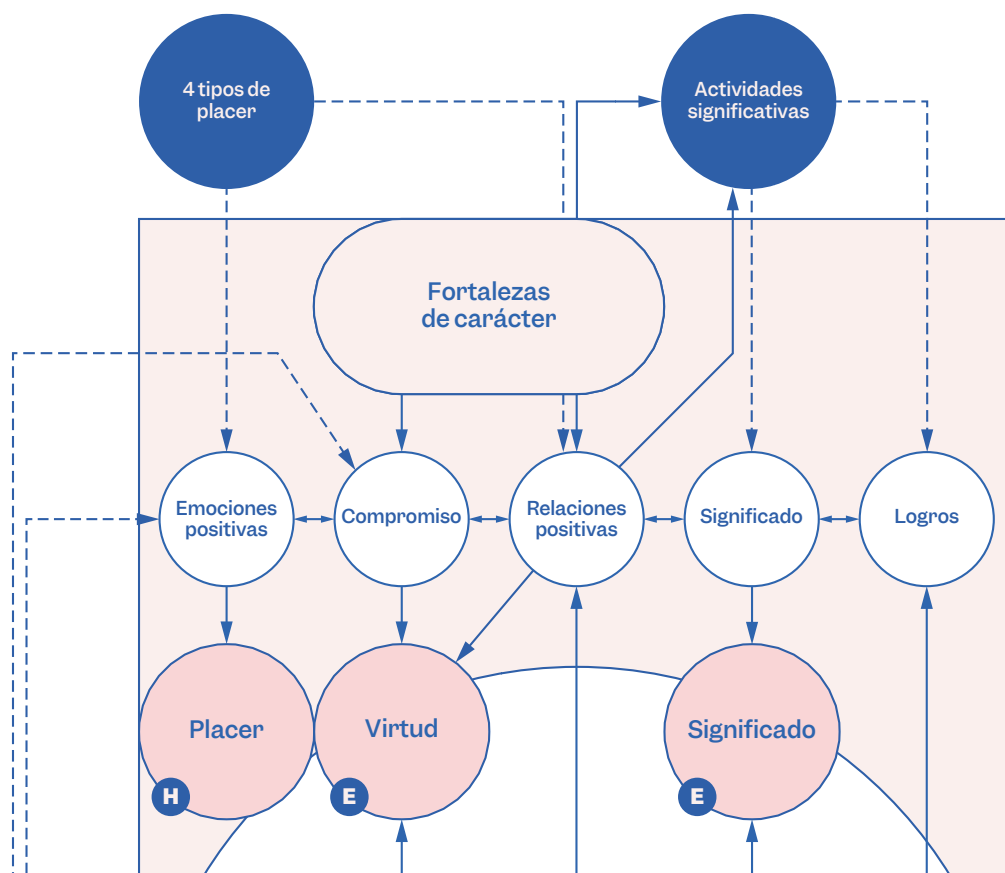 4 tipos de
placer
Actividades
significativas
Fortalezas
de carácter
Emociones
positivas
Compromiso
Relaciones
positivas
Significado
Logros
Placer
Virtud
Significado
H
E
E